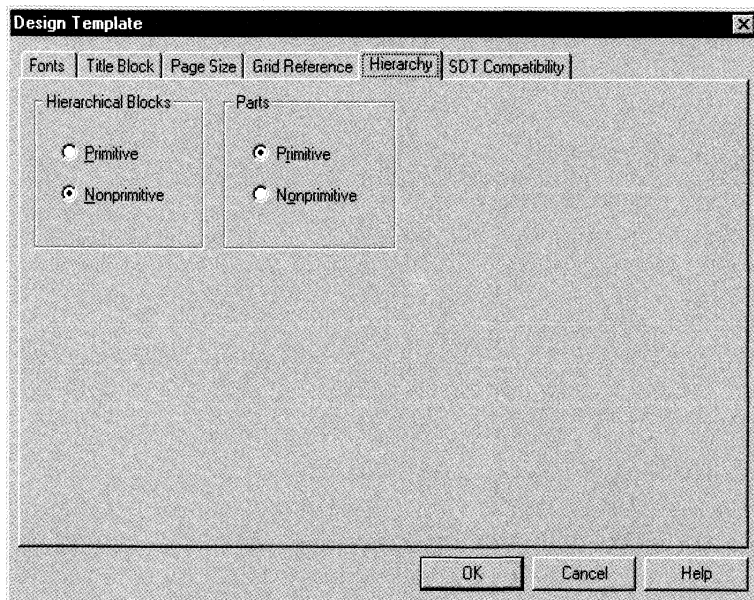 Design Template
Fonts Title Block Page Size Grid Reference Hierarchy SDT Compatibility
Hierarchical Blocks Parts
Primitive Primitive
Nonprimitive Nonprimitive
OK Cancel Help